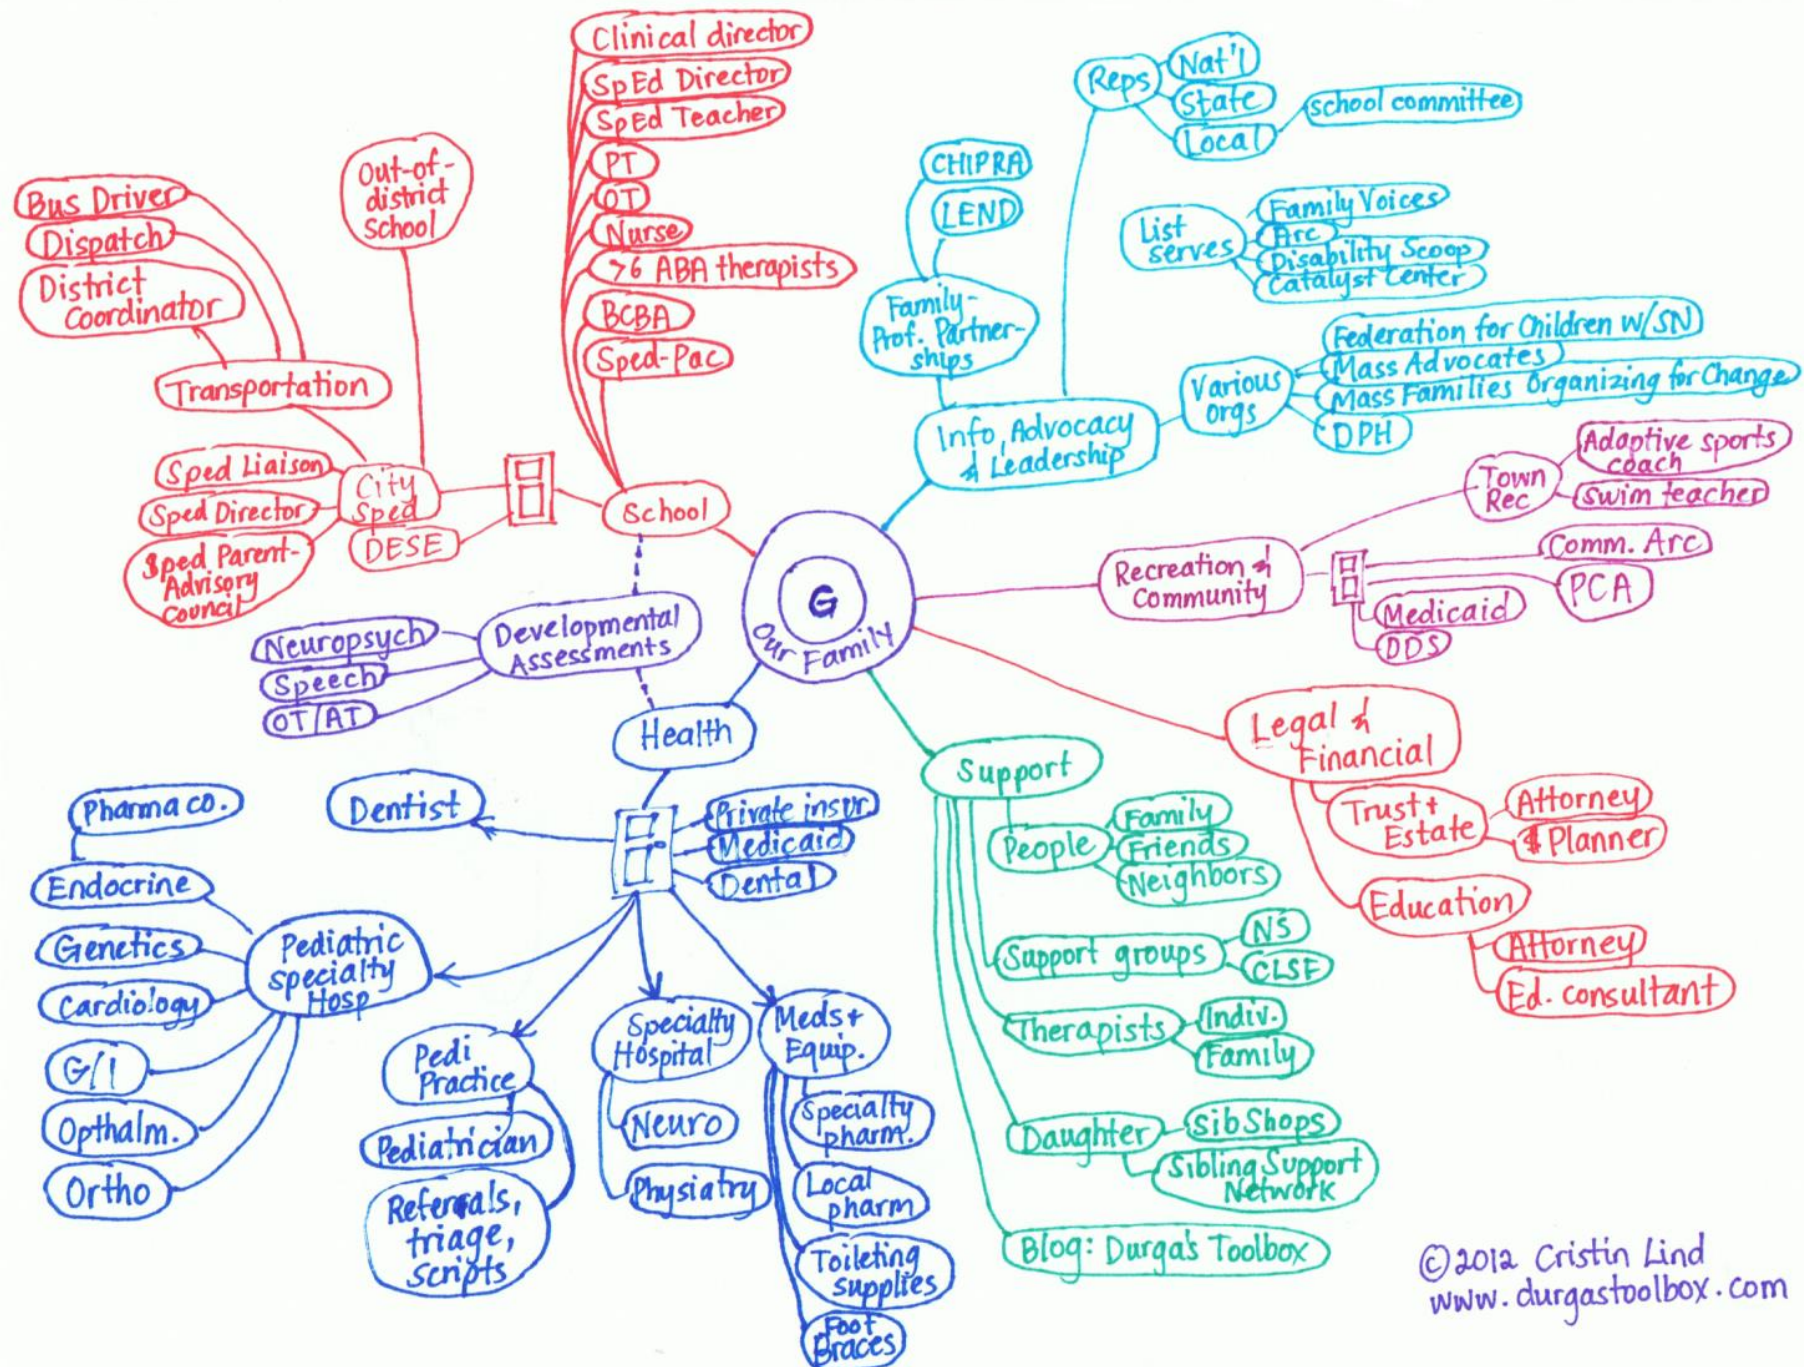 Clinical director
SpEd Director
SpEd Teacher
PT
OT
Nurse
>6 ABA therapists
BCBA
Sped-Pac
Out-of-
district
School
Bus Driver
Dispatch
District
Coordinator
Transportation
Sped Liaison
Sped Director
Sped Parent-
Advisory
Council
City
Sped
DESE
School
Reps
Nat'l
State
Local
school committee
CHIPRA
LEND
Family-
Prof. Partner-
ships
List
serves
Family Voices
Arc
Disability Scoop
Catalyst Center
Various
orgs
Federation for Children w/SN
Mass Advocates
Mass Families Organizing for Change
DPH
Info, Advocacy
& Leadership
Town
Rec
Adaptive sports
coach
swim teacher
Recreation &
Community
Comm. Arc
PCA
Medicaid
DDS
G
Our Family
Developmental
Assessments
Neuropsych
Speech
OT/AT
Health
Dentist
Private insur.
Medicaid
Dental
Pharma co.
Endocrine
Genetics
Cardiology
G/I
Opthalm.
Ortho
Pediatric
specialty
Hosp
Pedi
Practice
Pediatrician
Referrals,
triage,
scripts
Specialty
Hospital
Neuro
Physiatry
Meds+
Equip.
Specialty
pharm.
Local
pharm
Toileting
supplies
Foot
Braces
Support
People
Family
Friends
Neighbors
Support groups
NS
CLSF
Therapists
Indiv.
Family
Daughter
SibShops
Sibling Support
Network
Blog: Durga's Toolbox
Legal &
Financial
Trust +
Estate
Attorney
$ Planner
Education
Attorney
Ed. consultant
©2012 Cristin Lind
www.durgastoolbox.com